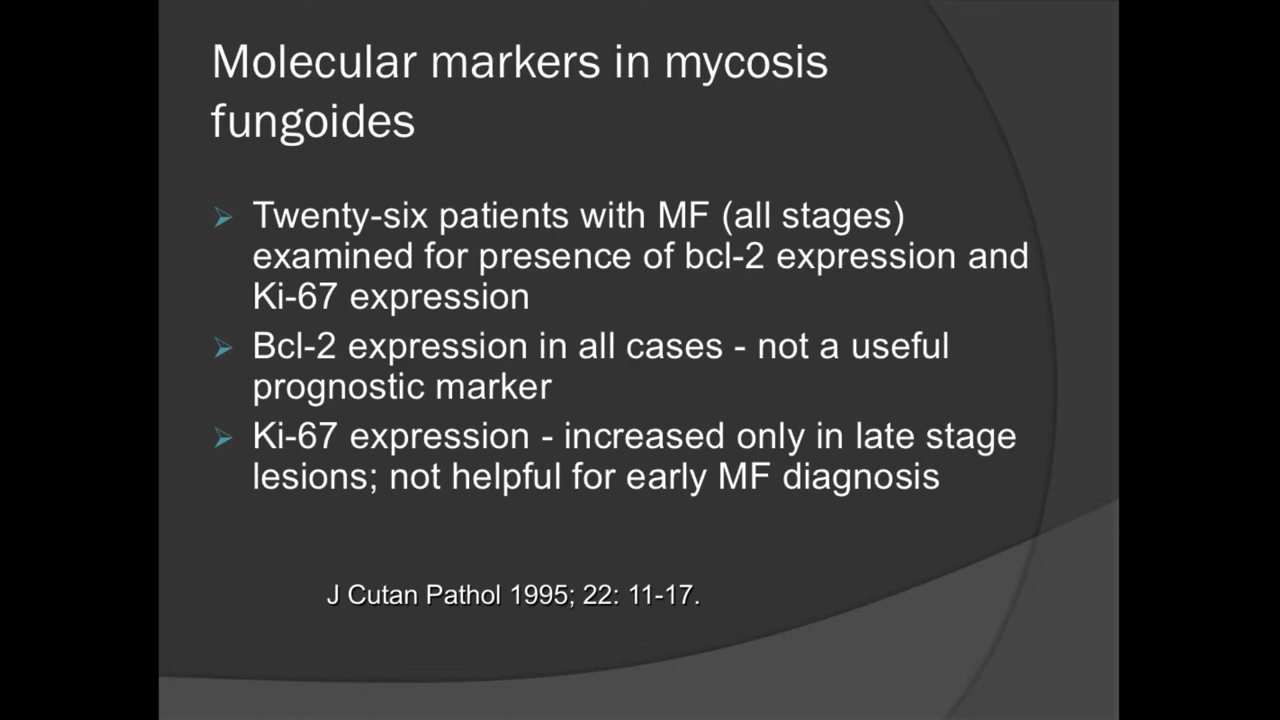 Molecular markers in mycosis
fungoides
Twenty-six patients with MF (all stages)
examined for presence of bcl-2 expression and
Ki-67 expression
Bcl-2 expression in all cases - not a useful
prognostic marker
Ki-67 expression - increased only in late stage
lesions; not helpful for early MF diagnosis
J Cutan Pathol 1995; 22: 11-17.